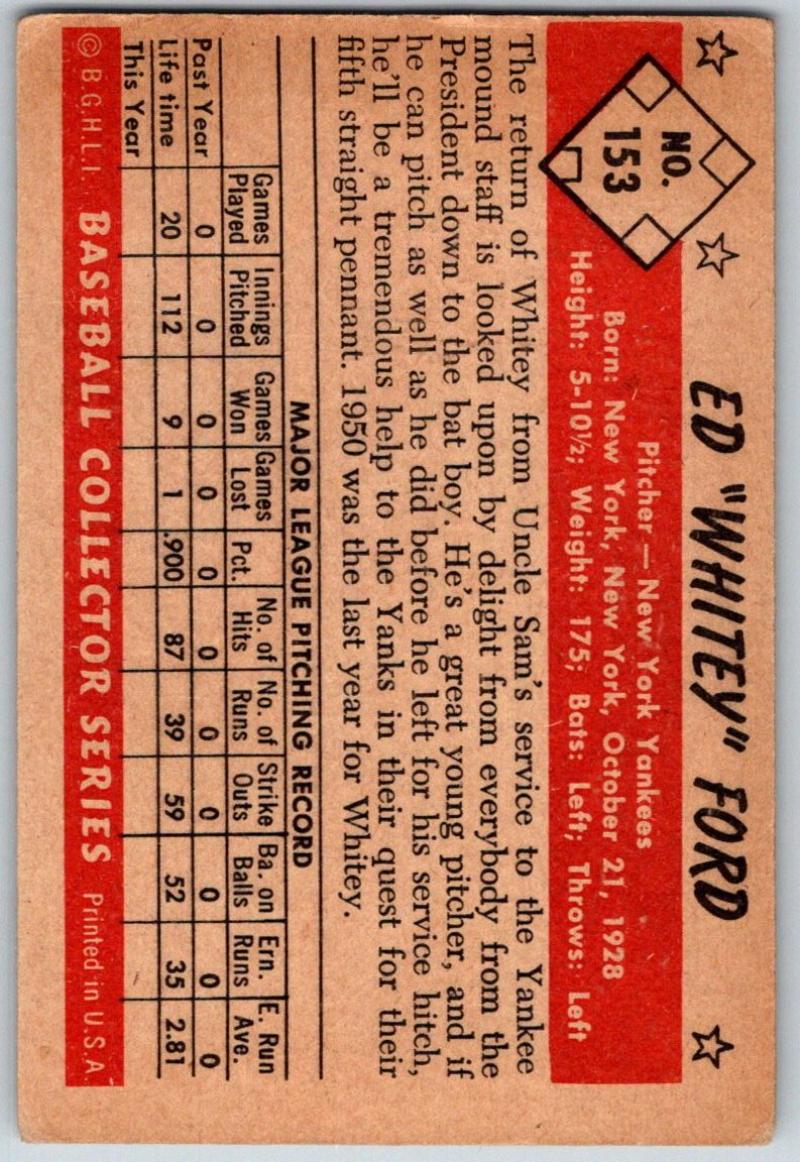 NO.
153
ED "WHITEY" FORD
Pitcher — New York Yankees
Born: New York, New York, October 21, 1928
Height: 5-10½; Weight: 175; Bats: Left; Throws: Left
The return of Whitey from Uncle Sam's service to the Yankee
mound staff is looked upon by delight from everybody from the
President down to the bat boy. He's a great young pitcher, and if
he can pitch as well as he did before he left for his service hitch,
he'll be a tremendous help to the Yanks in their quest for their
fifth straight pennant. 1950 was the last year for Whitey.
MAJOR LEAGUE PITCHING RECORD
Games Played Innings Pitched Games Won Games Lost Pct. No. of Hits No. of Runs Strike Outs Ba. on Balls Ern. Runs E. Run Ave.
Past Year 0 0 0 0 0 0 0 0 0 0 0
Life time 20 112 9 1 .900 87 39 59 52 35 2.81
This Year
© B.G.H.L.I. BASEBALL COLLECTOR SERIES Printed in U.S.A.